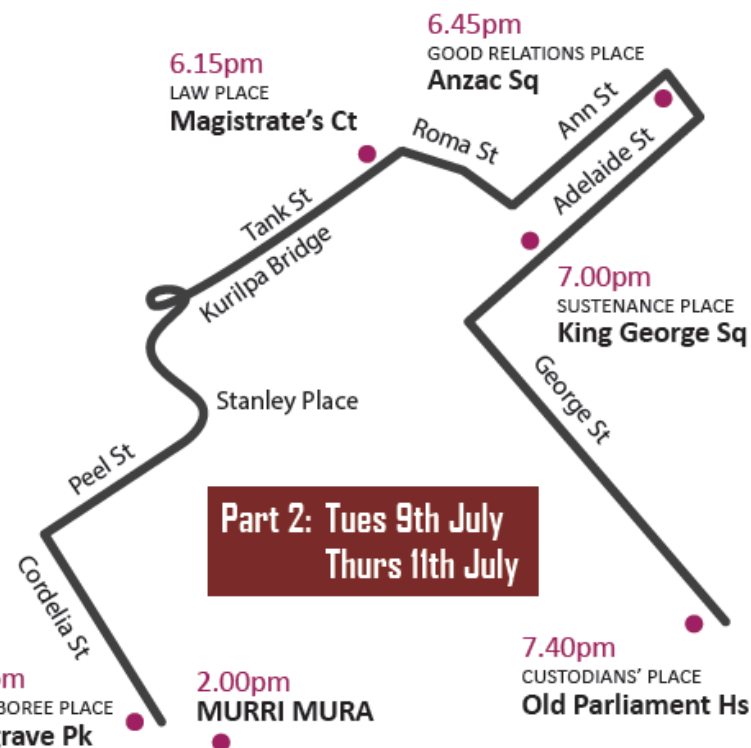 6.45pm
GOOD RELATIONS PLACE
Anzac Sq
6.15pm
LAW PLACE
Magistrate's Ct
Roma St
Ann St
Adelaide St
Tank St
Kurilpa Bridge
7.00pm
SUSTENANCE PLACE
King George Sq
George St
Stanley Place
Peel St
Part 2: Tues 9th July
Thurs 11th July
Cordelia St
7.40pm
CUSTODIANS' PLACE
Old Parliament Hs
2.00pm
MURRI MURA
PLACE
Pk